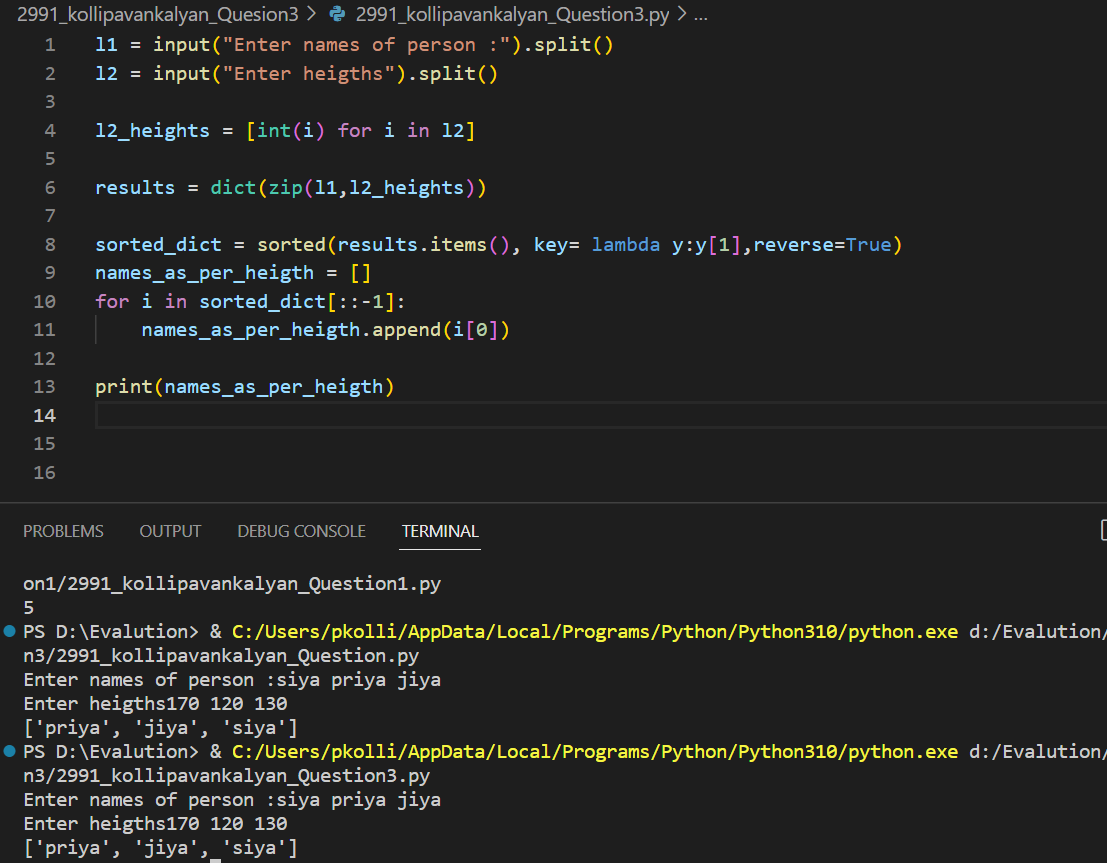 2991_kollipavankalyan_Quesion3 > 2991_kollipavankalyan_Question3.py > ...
1 l1 = input("Enter names of person :").split()
2 l2 = input("Enter heigths").split()
3
4 l2_heights = [int(i) for i in l2]
5
6 results = dict(zip(l1,l2_heights))
7
8 sorted_dict = sorted(results.items(), key= lambda y:y[1],reverse=True)
9 names_as_per_heigth = []
10 for i in sorted_dict[::-1]:
11     names_as_per_heigth.append(i[0])
12
13 print(names_as_per_heigth)
14
15
16
PROBLEMS OUTPUT DEBUG CONSOLE TERMINAL
on1/2991_kollipavankalyan_Question1.py
5
PS D:\Evalution> & C:/Users/pkolli/AppData/Local/Programs/Python/Python310/python.exe d:/Evalution/
n3/2991_kollipavankalyan_Question.py
Enter names of person :siya priya jiya
Enter heigths170 120 130
['priya', 'jiya', 'siya']
PS D:\Evalution> & C:/Users/pkolli/AppData/Local/Programs/Python/Python310/python.exe d:/Evalution/
n3/2991_kollipavankalyan_Question3.py
Enter names of person :siya priya jiya
Enter heigths170 120 130
['priya', 'jiya', 'siya']